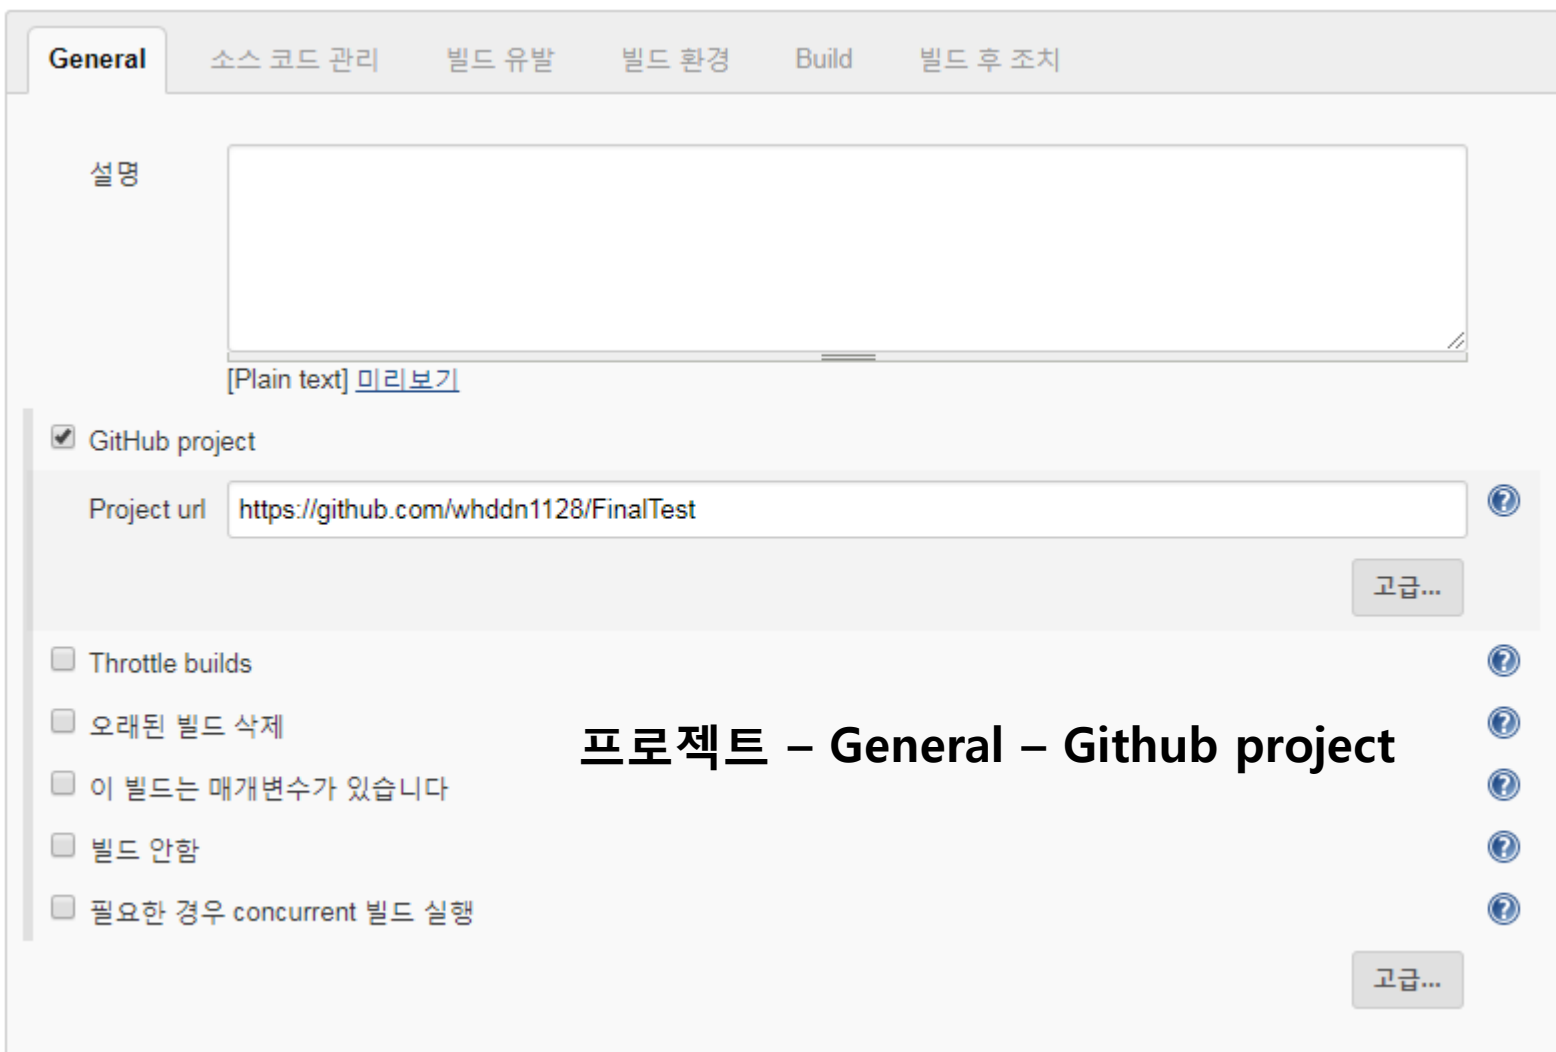 General 소스 코드 관리 빌드 유발 빌드 환경 Build 빌드 후 조치
설명
[Plain text] 미리보기
GitHub project
Project url https://github.com/whddn1128/FinalTest
고급...
Throttle builds
오래된 빌드 삭제
프로젝트 – General – Github project
이 빌드는 매개변수가 있습니다
빌드 안함
필요한 경우 concurrent 빌드 실행
고급...